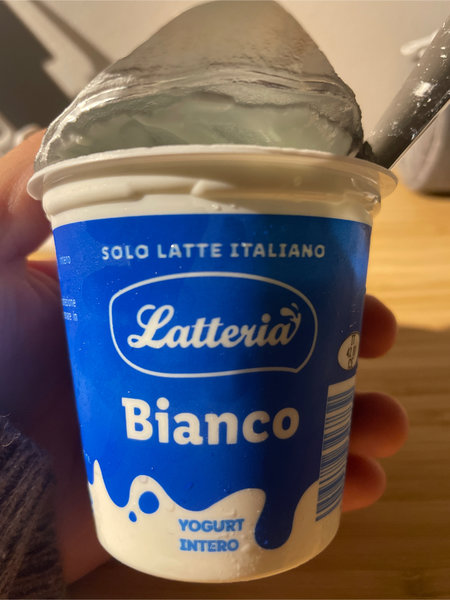 SOLO LATTE ITALIANO
Latteria
Bianco
YOGURT
INTERO